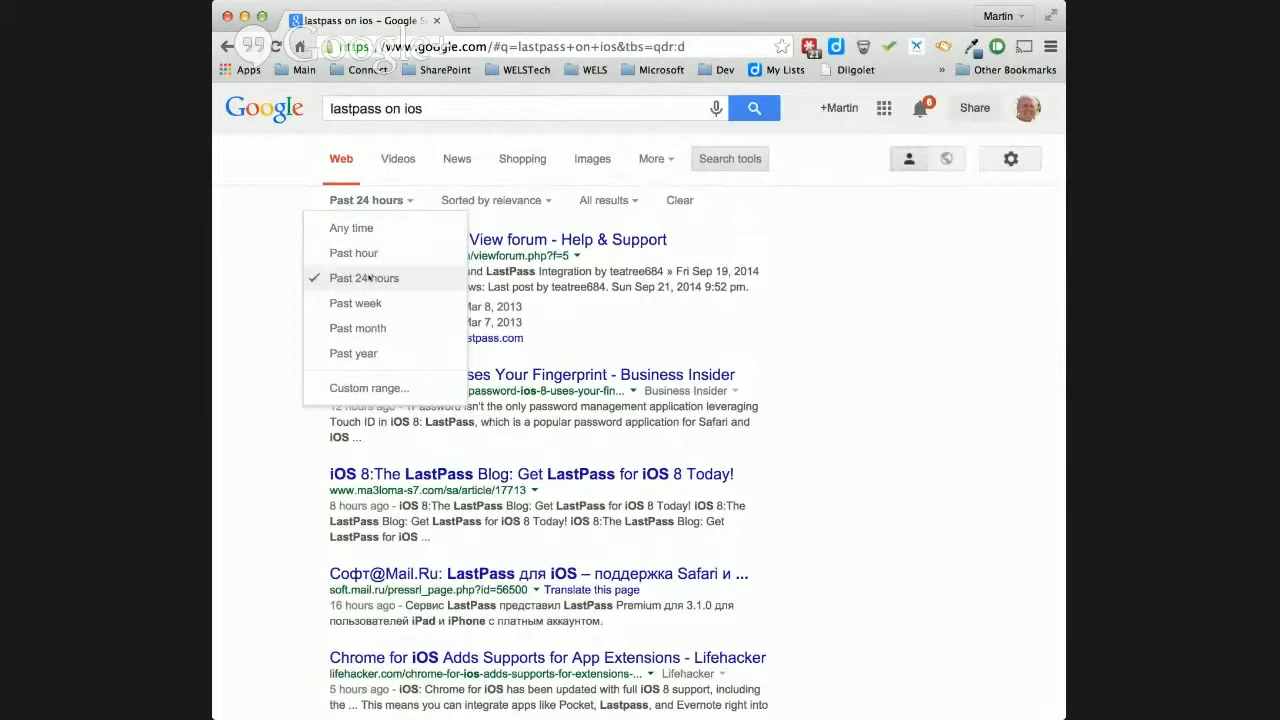 lastpass on ios - Google S
Martin
Google+
https://www.google.com/#q=lastpass+on+ios&tbs=qdr:d
21
Apps Main Connect SharePoint WELSTech WELS Microsoft Dev My Lists Diigolet » Other Bookmarks
Google lastpass on ios +Martin 6 Share
Web Videos News Shopping Images More Search tools
Past 24 hours Sorted by relevance All results Clear
Any time
Past hour
Past 24 hours
Past week
Past month
Past year
Custom range...
View forum - Help & Support
/viewforum.php?f=5
and LastPass Integration by teatree684 » Fri Sep 19, 2014
ws: Last post by teatree684. Sun Sep 21, 2014 9:52 pm.
Mar 8, 2013
Mar 7, 2013
stpass.com
ses Your Fingerprint - Business Insider
password-ios-8-uses-your-fin... Business Insider
12 hours ago - 1Password isn't the only password management application leveraging
Touch ID in iOS 8: LastPass, which is a popular password application for Safari and
iOS ...
iOS 8:The LastPass Blog: Get LastPass for iOS 8 Today!
www.ma3loma-s7.com/sa/article/17713
8 hours ago - iOS 8:The LastPass Blog: Get LastPass for iOS 8 Today! iOS 8:The
LastPass Blog: Get LastPass for iOS 8 Today! iOS 8:The LastPass Blog: Get
LastPass for iOS ...
Софт@Mail.Ru: LastPass для iOS – поддержка Safari и ...
soft.mail.ru/pressrl_page.php?id=56500 Translate this page
16 hours ago - Сервис LastPass представил LastPass Premium для 3.1.0 для
пользователей iPad и iPhone с платным аккаунтом.
Chrome for iOS Adds Supports for App Extensions - Lifehacker
lifehacker.com/chrome-for-ios-adds-supports-for-extensions-... Lifehacker
5 hours ago - iOS: Chrome for iOS has been updated with full iOS 8 support, including
the ... This means you can integrate apps like Pocket, Lastpass, and Evernote right into